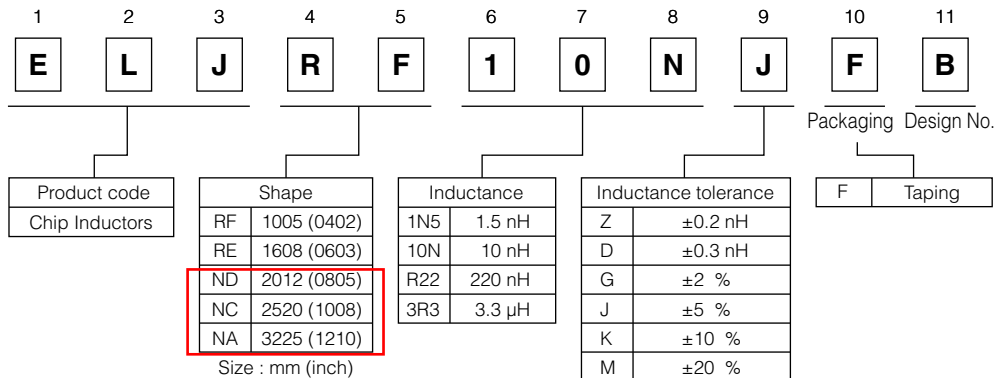 1 2 3 4 5 6 7 8 9 10 11
E L J R F 1 0 N J F B
Packaging Design No.
Product code
Chip Inductors
Shape
RF 1005 (0402)
RE 1608 (0603)
ND 2012 (0805)
NC 2520 (1008)
NA 3225 (1210)
Size : mm (inch)
Inductance
1N5 1.5 nH
10N 10 nH
R22 220 nH
3R3 3.3 µH
Inductance tolerance
Z ±0.2 nH
D ±0.3 nH
G ±2 %
J ±5 %
K ±10 %
M ±20 %
F Taping